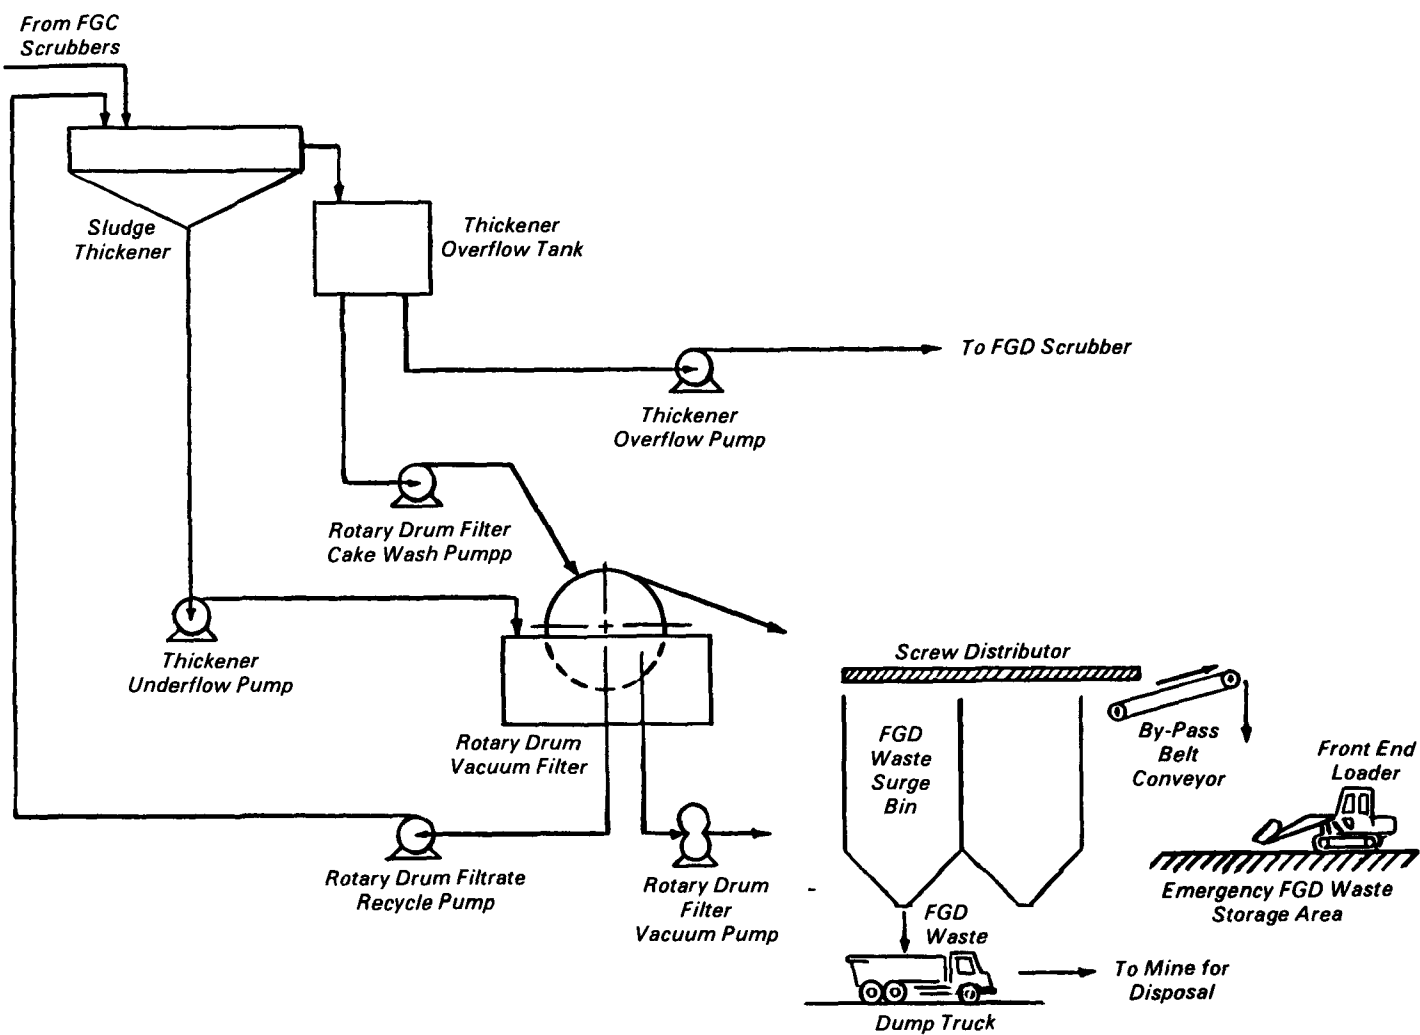 From FGC
Scrubbers
Sludge
Thickener
Thickener
Overflow Tank
To FGD Scrubber
Thickener
Overflow Pump
Rotary Drum Filter
Cake Wash Pumpp
Thickener
Underflow Pump
Rotary Drum
Vacuum Filter
Screw Distributor
FGD
Waste
Surge
Bin
By-Pass
Belt
Conveyor
Front End
Loader
Rotary Drum Filtrate
Recycle Pump
Rotary Drum
Filter
Vacuum Pump
Emergency FGD Waste
Storage Area
FGD
Waste
To Mine for
Disposal
Dump Truck